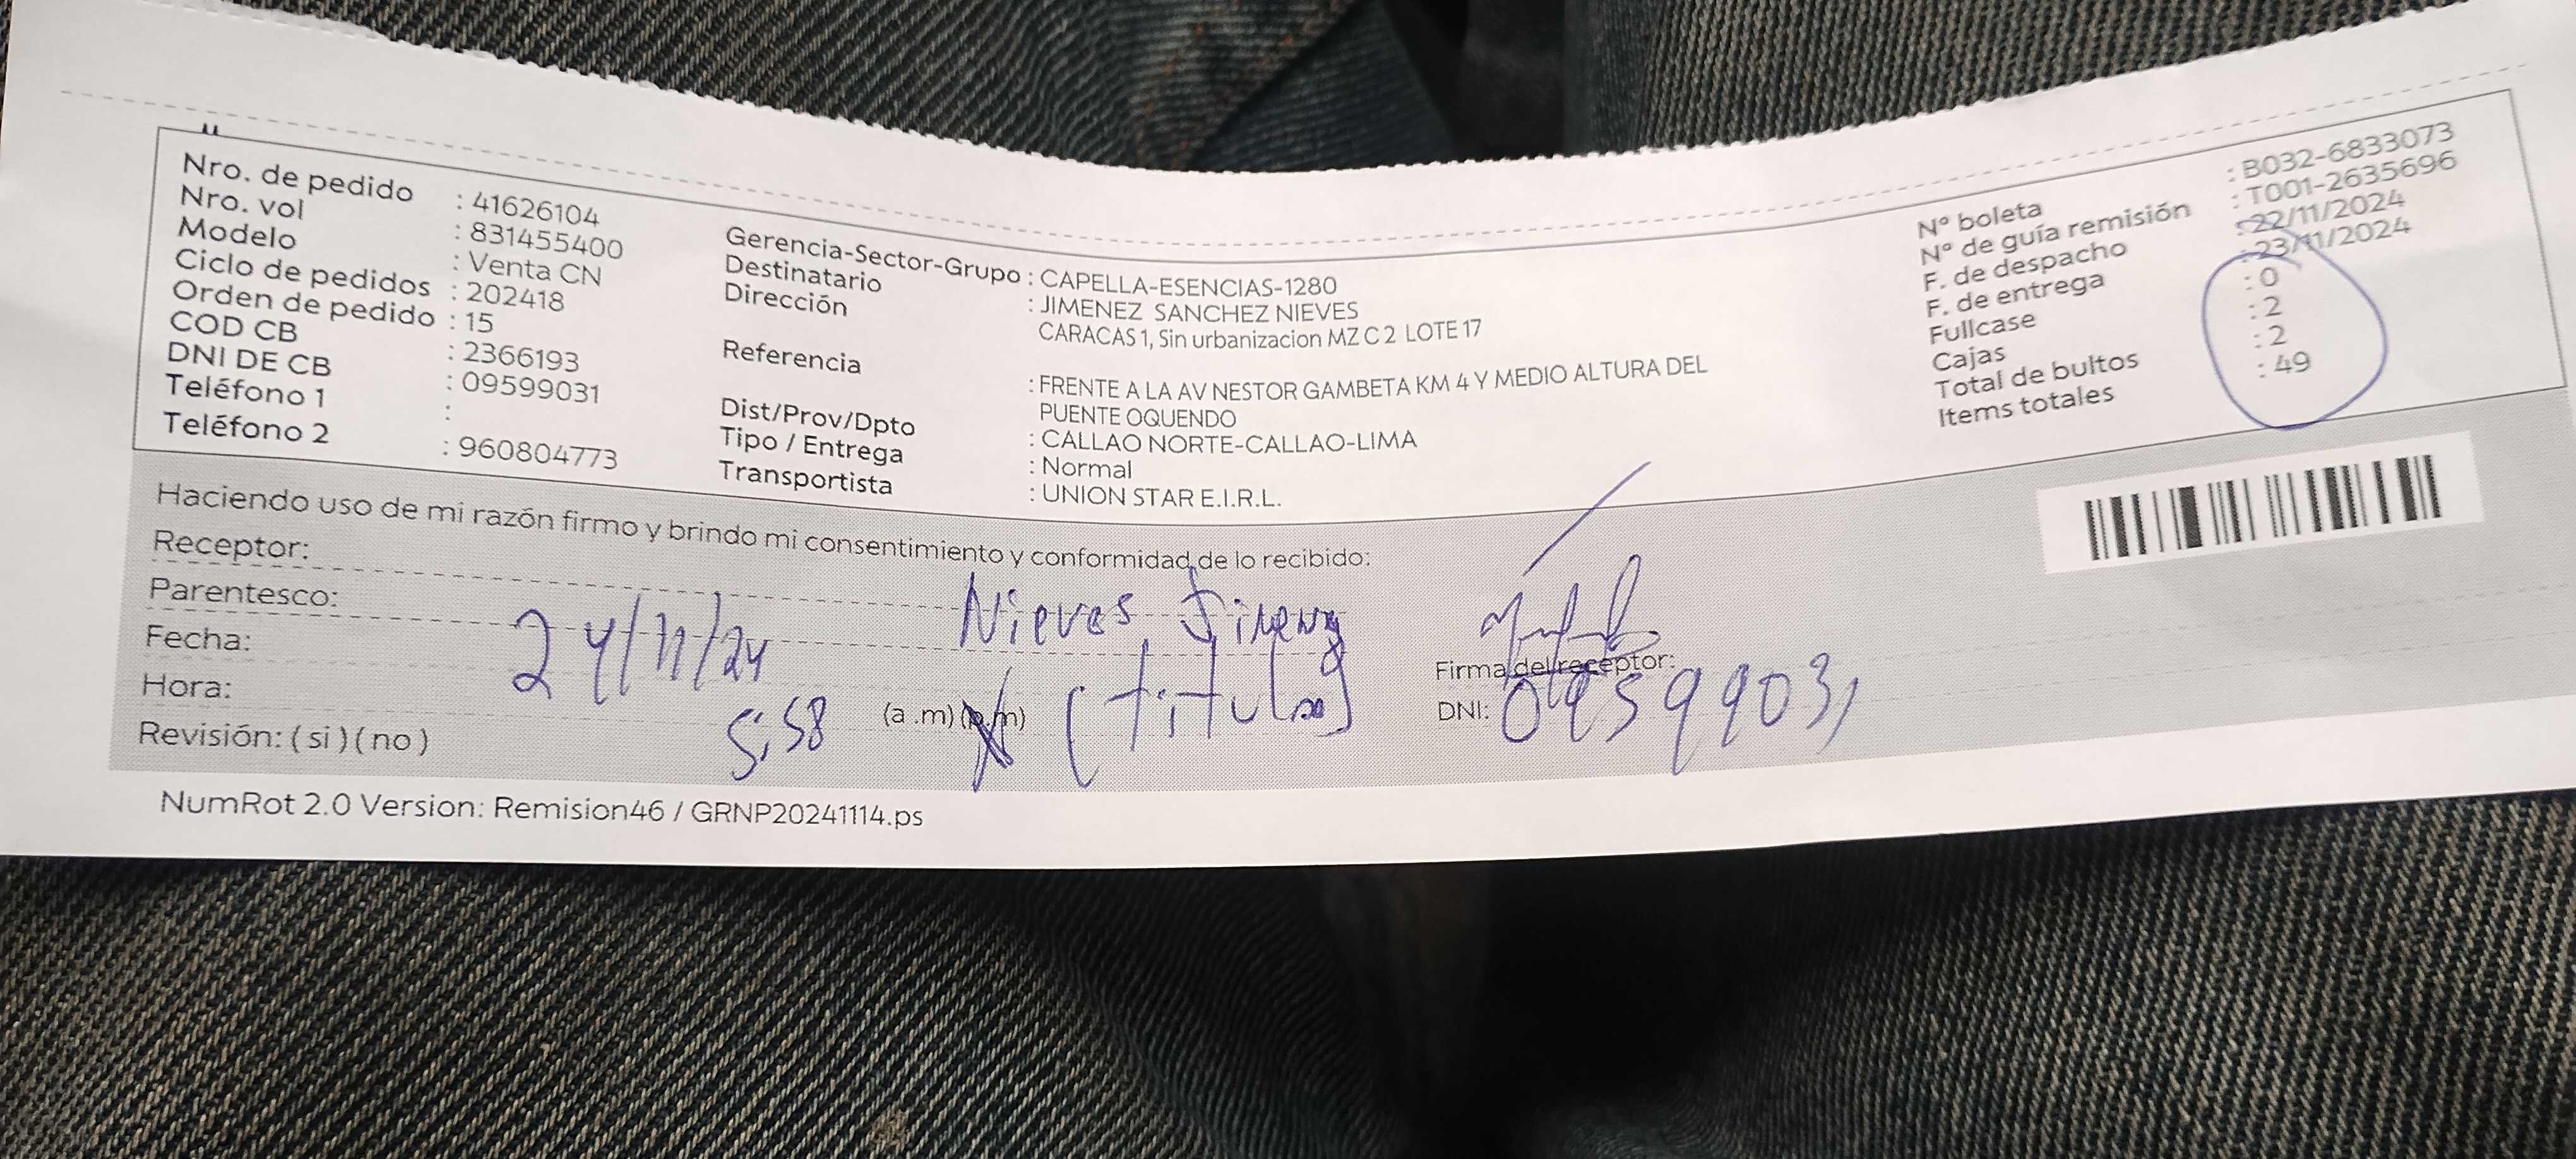 Nro. de pedido : 41626104
Nro. vol : 831455400
Modelo : Venta CN
Ciclo de pedidos : 202418
Orden de pedido : 15
COD CB : 2366193
DNI DE CB : 09599031
Teléfono 1 :
Teléfono 2 : 960804773
Gerencia-Sector-Grupo : CAPELLA-ESENCIAS-1280
Destinatario : JIMENEZ SANCHEZ NIEVES
Dirección CARACAS 1, Sin urbanizacion MZ C 2 LOTE 17
Referencia : FRENTE A LA AV NESTOR GAMBETA KM 4 Y MEDIO ALTURA DEL
PUENTE OQUENDO
Dist/Prov/Dpto : CALLAO NORTE-CALLAO-LIMA
Tipo / Entrega : Normal
Transportista : UNION STAR E.I.R.L.
Nº boleta : B032-6833073
Nº de guía remisión : T001-2635696
F. de despacho : 22/11/2024
F. de entrega : 23/11/2024
Fullcase : 0
Cajas : 2
Total de bultos : 2
Items totales : 49
Haciendo uso de mi razón firmo y brindo mi consentimiento y conformidad de lo recibido:
Receptor: Nieves Jimenez
Parentesco: (titular)
Fecha: 24/11/24
Hora: 5:58 (a .m) (p.m)
Revisión: ( si ) ( no )
Firma del receptor:
DNI: 09599031
NumRot 2.0 Version: Remision46 / GRNP20241114.ps